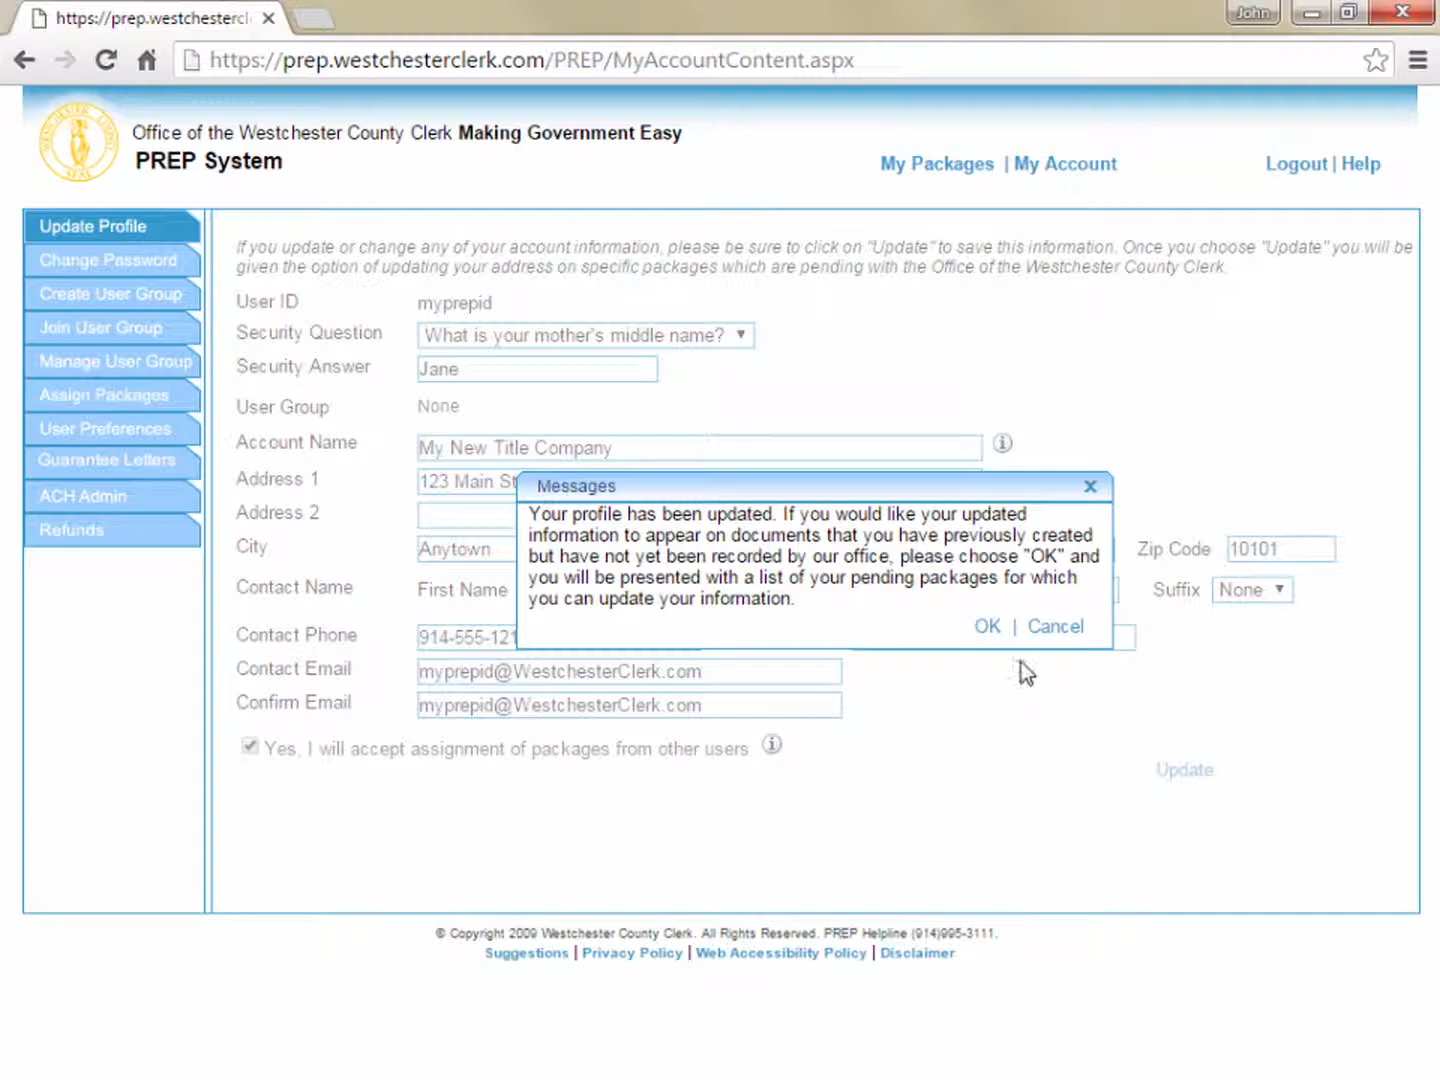 https://prep.westchestercl
John
https://prep.westchesterclerk.com/PREP/MyAccountContent.aspx
Office of the Westchester County Clerk Making Government Easy
PREP System
My Packages | My Account
Logout | Help
Update Profile
Change Password
Create User Group
Join User Group
Manage User Group
Assign Packages
User Preferences
Guarantee Letters
ACH Admin
Refunds
If you update or change any of your account information, please be sure to click on "Update" to save this information. Once you choose "Update" you will be
given the option of updating your address on specific packages which are pending with the Office of the Westchester County Clerk.
User ID myprepid
Security Question What is your mother's middle name?
Security Answer Jane
User Group None
Account Name My New Title Company
Address 1 123 Main St
Address 2
City Anytown Zip Code 10101
Contact Name First Name Suffix None
Contact Phone 914-555-121
Contact Email myprepid@WestchesterClerk.com
Confirm Email myprepid@WestchesterClerk.com
Yes, I will accept assignment of packages from other users
Update
Messages
Your profile has been updated. If you would like your updated
information to appear on documents that you have previously created
but have not yet been recorded by our office, please choose "OK" and
you will be presented with a list of your pending packages for which
you can update your information.
OK | Cancel
© Copyright 2009 Westchester County Clerk. All Rights Reserved. PREP Helpline (914)995-3111.
Suggestions | Privacy Policy | Web Accessibility Policy | Disclaimer